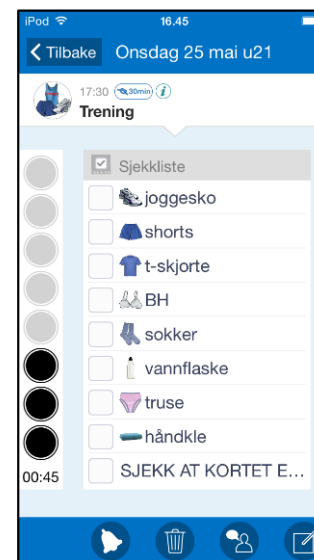 iPod 16.45
Tilbake Onsdag 25 mai u21
17:30 30min i
Trening
Sjekkliste
joggesko
shorts
t-skjorte
BH
sokker
vannflaske
truse
håndkle
SJEKK AT KORTET E...
00:45